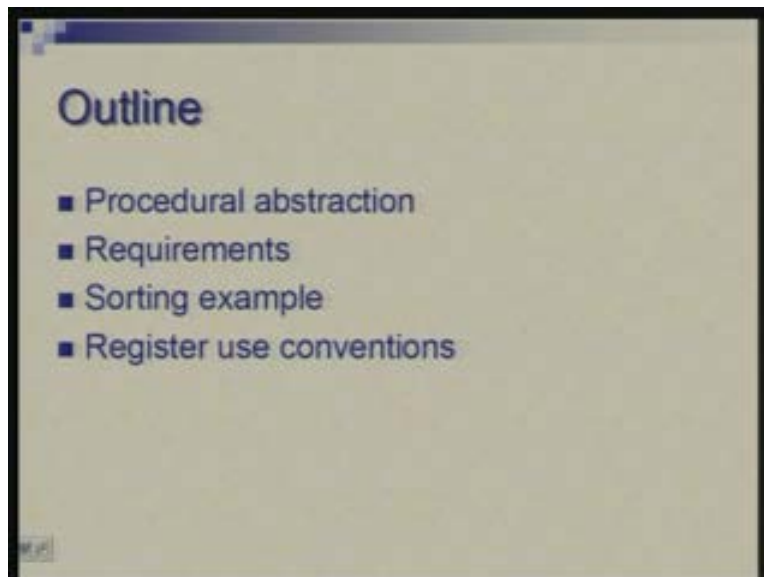 Outline
Procedural abstraction
Requirements
Sorting example
Register use conventions